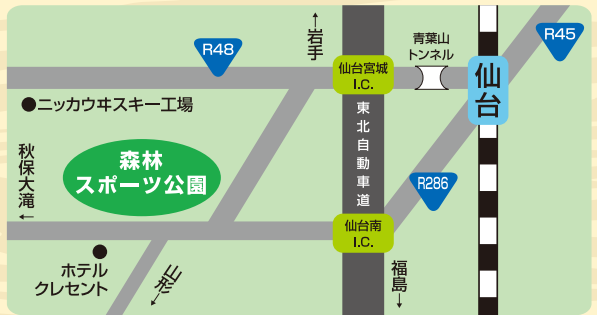 R48
↑岩手
青葉山
トンネル
R45
仙台宮城
I.C.
仙台
●ニッカウヰスキー工場
東北自動車道
秋保大滝←
森林
スポーツ公園
R286
仙台南
I.C.
ホテル
クレセント
山形
福島